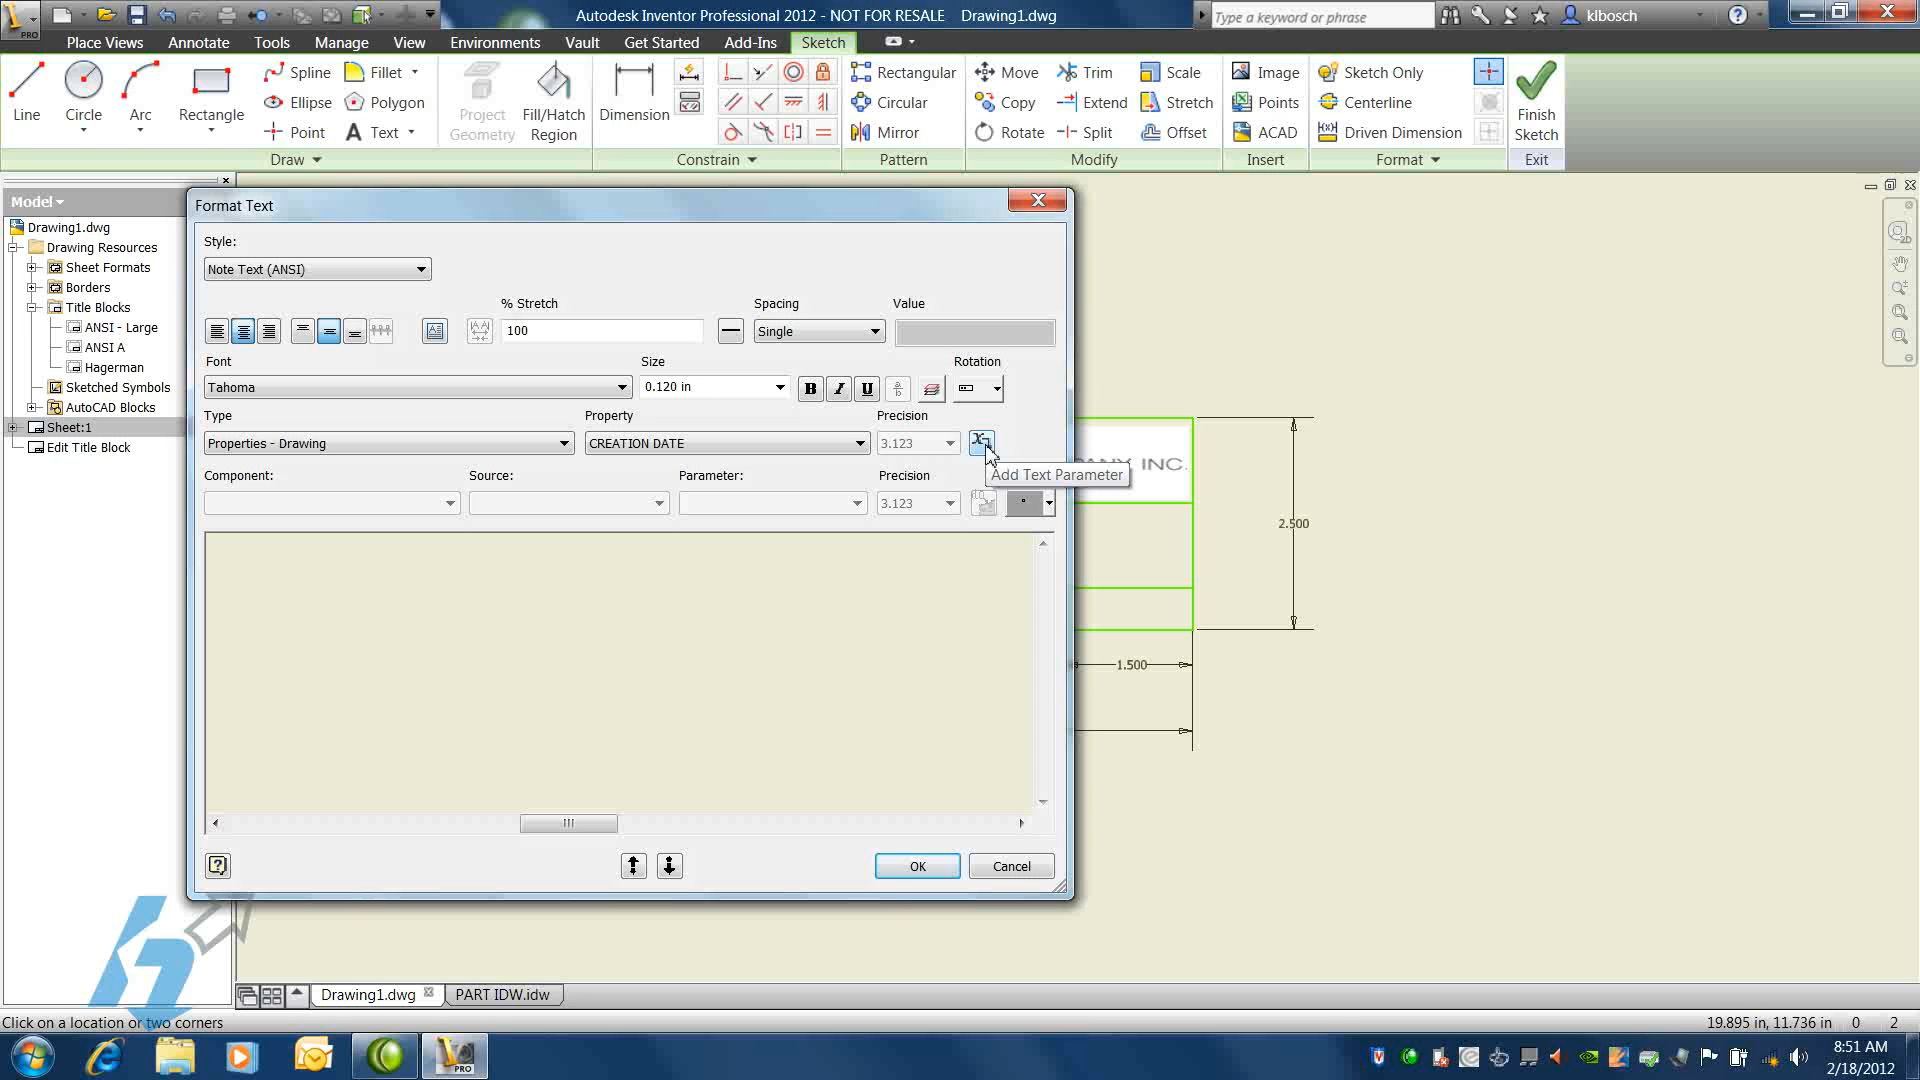 Autodesk Inventor Professional 2012 - NOT FOR RESALE Drawing1.dwg
Type a keyword or phrase
klbosch
PRO
Place Views Annotate Tools Manage View Environments Vault Get Started Add-Ins Sketch
Line
Circle
Arc
Rectangle
Spline
Ellipse
Point
Fillet
Polygon
Text
Project Geometry
Fill/Hatch Region
Dimension
Rectangular
Circular
Mirror
Move
Copy
Rotate
Trim
Extend
Split
Scale
Stretch
Offset
Image
Points
ACAD
Sketch Only
Centerline
Driven Dimension
Finish Sketch
Draw Constrain Pattern Modify Insert Format Exit
Model
Drawing1.dwg
Drawing Resources
Sheet Formats
Borders
Title Blocks
ANSI - Large
ANSI A
Hagerman
Sketched Symbols
AutoCAD Blocks
Sheet:1
Edit Title Block
Format Text
Style:
Note Text (ANSI)
% Stretch Spacing Value
100 Single
Font Size Rotation
Tahoma 0.120 in B I U
Type Property Precision
Properties - Drawing CREATION DATE 3.123
Add Text Parameter
Component: Source: Parameter: Precision
3.123
OK Cancel
INC.
2.500
1.500
2D
Drawing1.dwg PART IDW.idw
Click on a location or two corners
19.895 in, 11.736 in 0 2
PRO
8:51 AM
2/18/2012